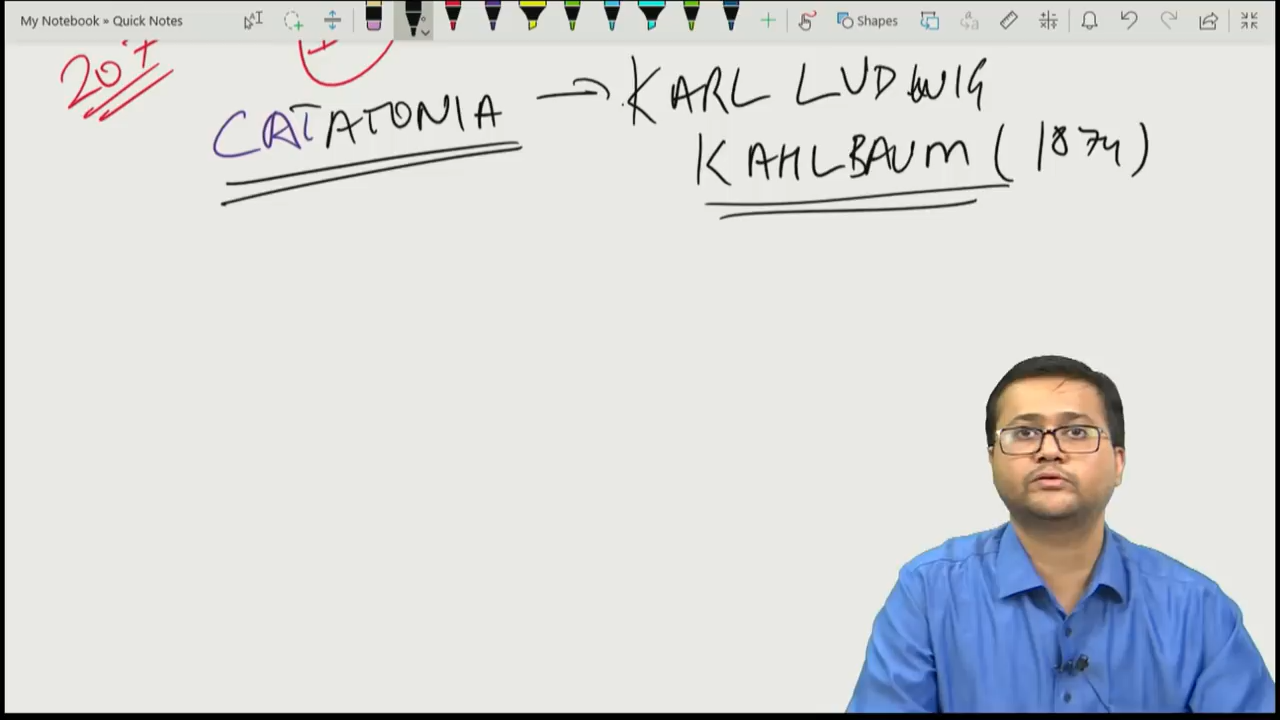 My Notebook » Quick Notes
Shapes
20%
CATATONIA → KARL LUDWIG
KAHLBAUM (1874)